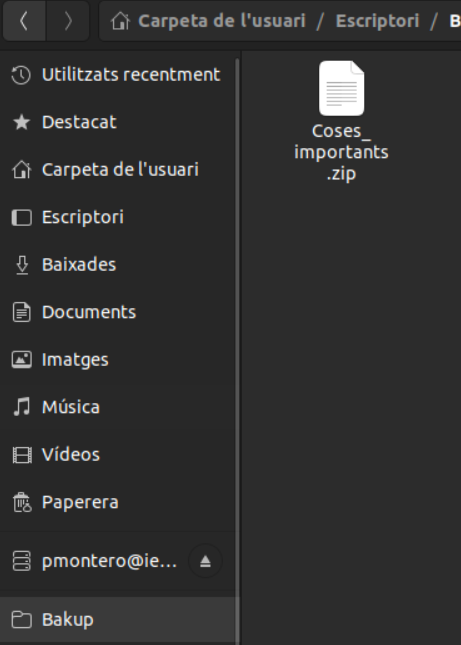 Carpeta de l'usuari / Escriptori / B
Utilitzats recentment
Destacat
Carpeta de l'usuari
Escriptori
Baixades
Documents
Imatges
Música
Vídeos
Paperera
pmontero@ie...
Bakup
Coses_
importants
.zip